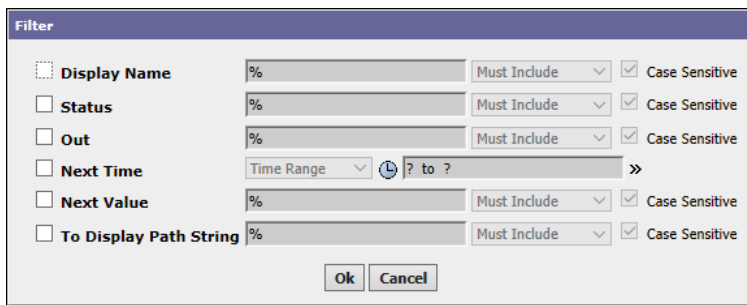 Filter
Display Name % Must Include Case Sensitive
Status % Must Include Case Sensitive
Out % Must Include Case Sensitive
Next Time Time Range ? to ? »
Next Value % Must Include Case Sensitive
To Display Path String % Must Include Case Sensitive
Ok Cancel